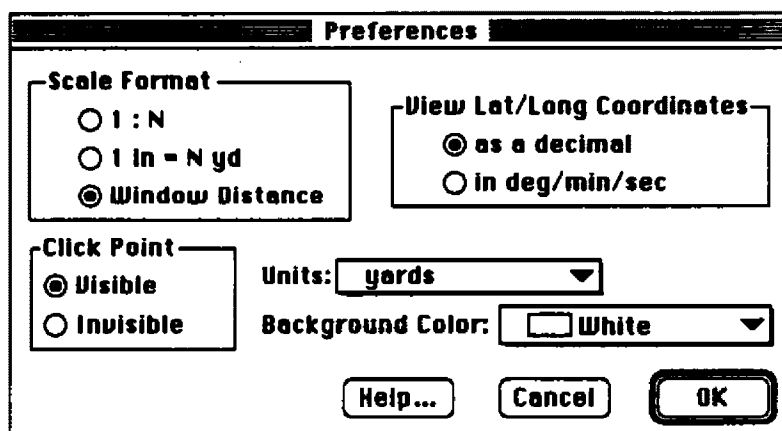 Preferences
Scale Format
1 : N
1 in = N yd
Window Distance
View Lat/Long Coordinates
as a decimal
in deg/min/sec
Click Point
Visible
Invisible
Units: yards
Background Color: White
Help...
Cancel
OK